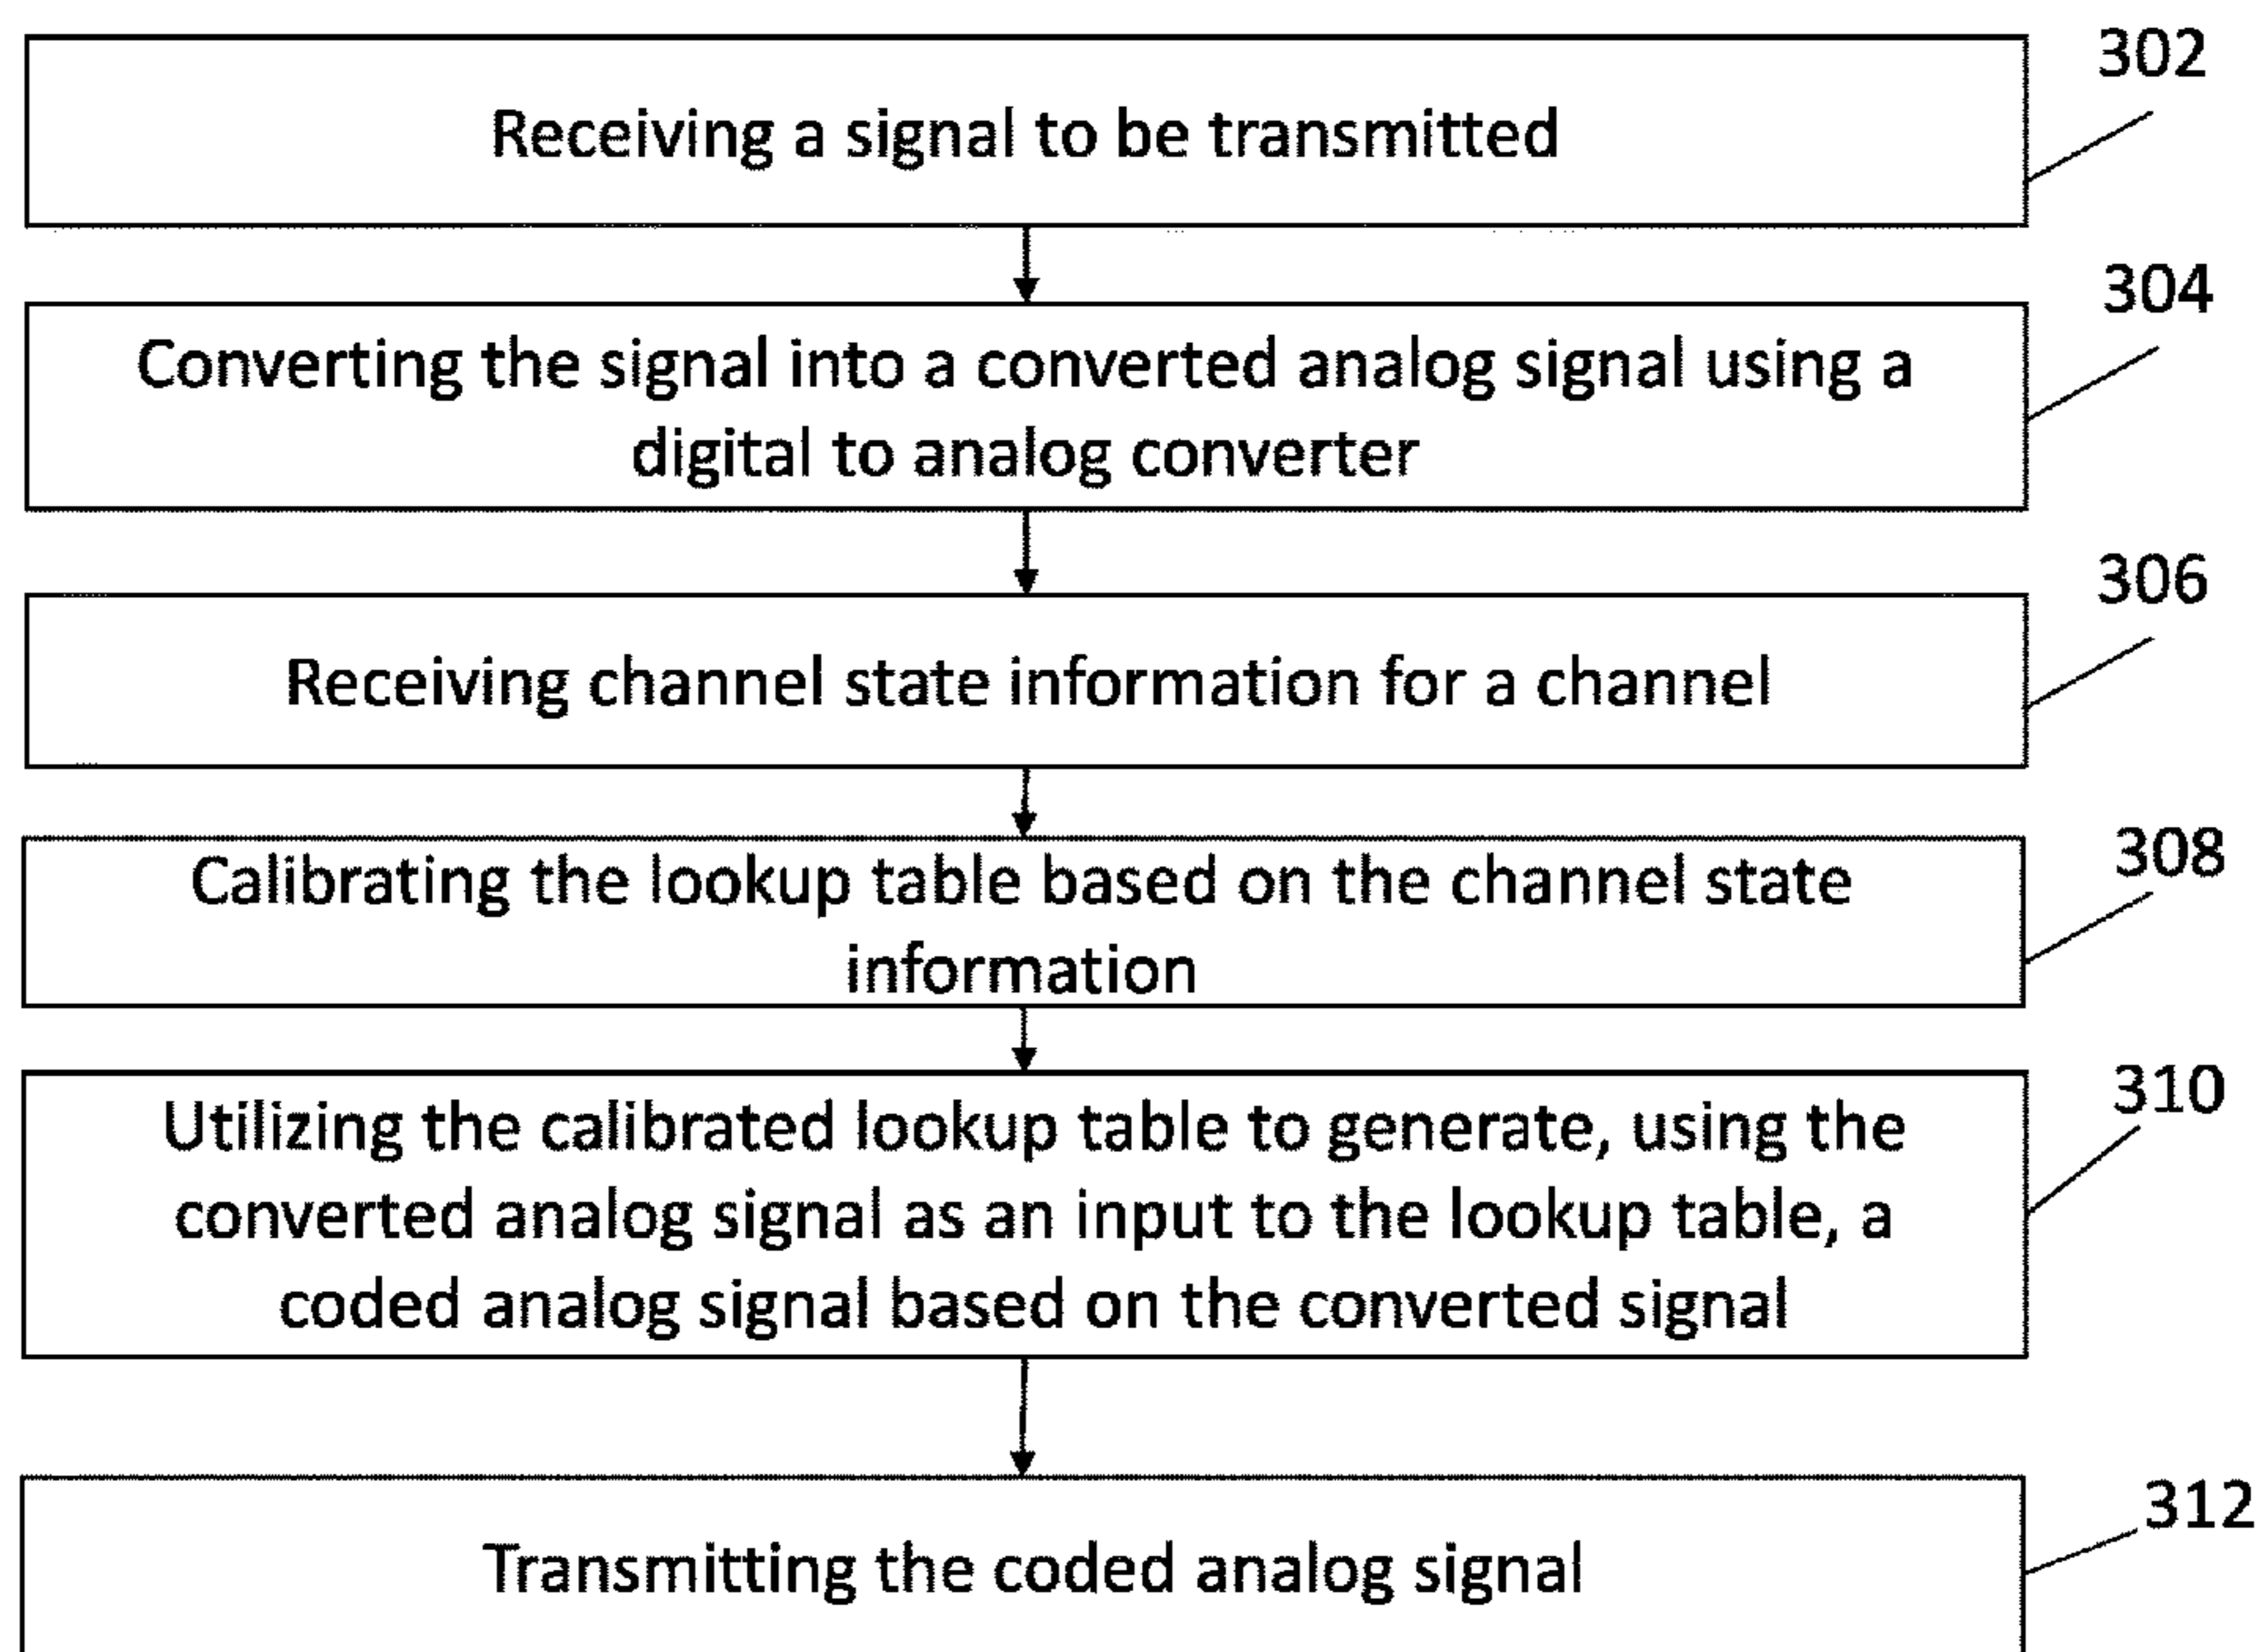 302
Receiving a signal to be transmitted
304
Converting the signal into a converted analog signal using a
digital to analog converter
306
Receiving channel state information for a channel
308
Calibrating the lookup table based on the channel state
information
310
Utilizing the calibrated lookup table to generate, using the
converted analog signal as an input to the lookup table, a
coded analog signal based on the converted signal
312
Transmitting the coded analog signal